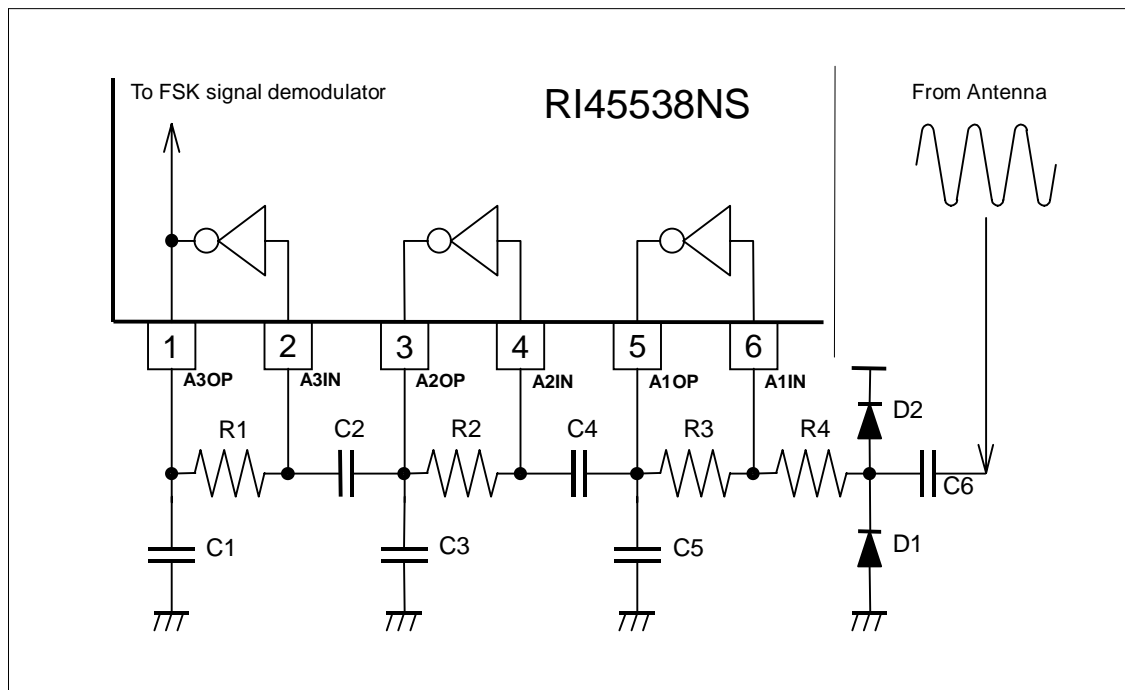 To FSK signal demodulator
RI45538NS
From Antenna
1
2
3
4
5
6
A3OP
A3IN
A2OP
A2IN
A1OP
A1IN
D2
R1
C2
R2
C4
R3
R4
C6
C1
C3
C5
D1